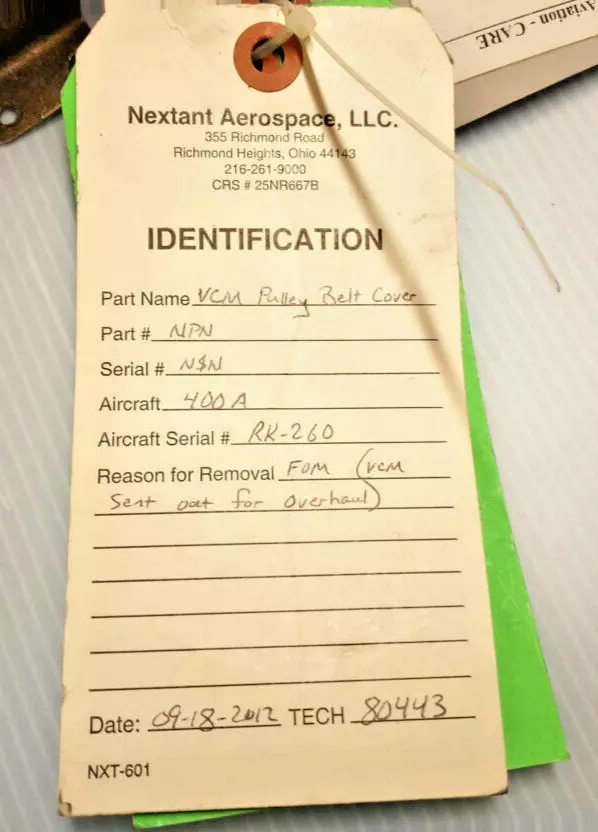 Aviation - CARE
Nextant Aerospace, LLC.
355 Richmond Road
Richmond Heights, Ohio 44143
216-261-9000
CRS # 25NR667B
IDENTIFICATION
Part Name VCM Pulley Belt Cover
Part # NPN
Serial # NSN
Aircraft 400A
Aircraft Serial # RK-260
Reason for Removal FOM (VCM
Sent out for overhaul)
Date: 09-18-2012 TECH 80443
NXT-601